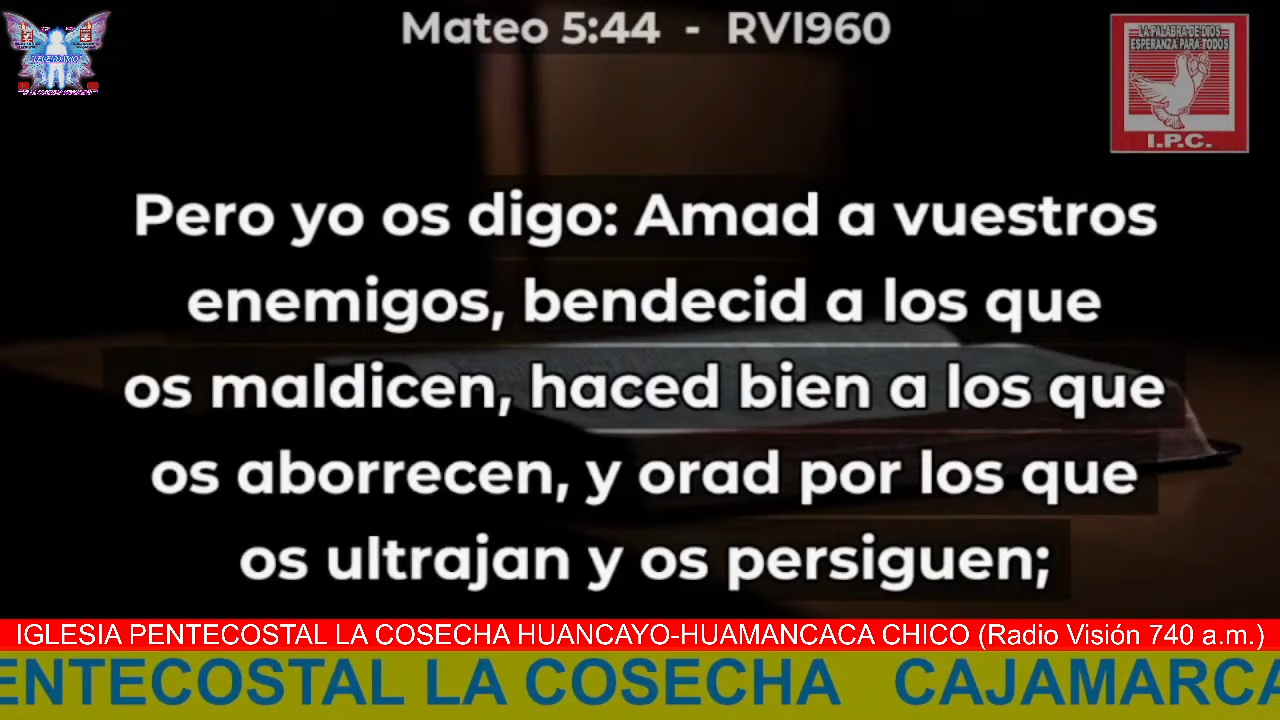 Mateo 5:44 - RV1960
LA PALABRA DE DIOS
ESPERANZA PARA TODOS
I.P.C.
Pero yo os digo: Amad a vuestros
enemigos, bendecid a los que
os maldicen, haced bien a los que
os aborrecen, y orad por los que
os ultrajan y os persiguen;
IGLESIA PENTECOSTAL LA COSECHA HUANCAYO-HUAMANCACA CHICO (Radio Visión 740 a.m.)
ENTECOSTAL LA COSECHA CAJAMARCA